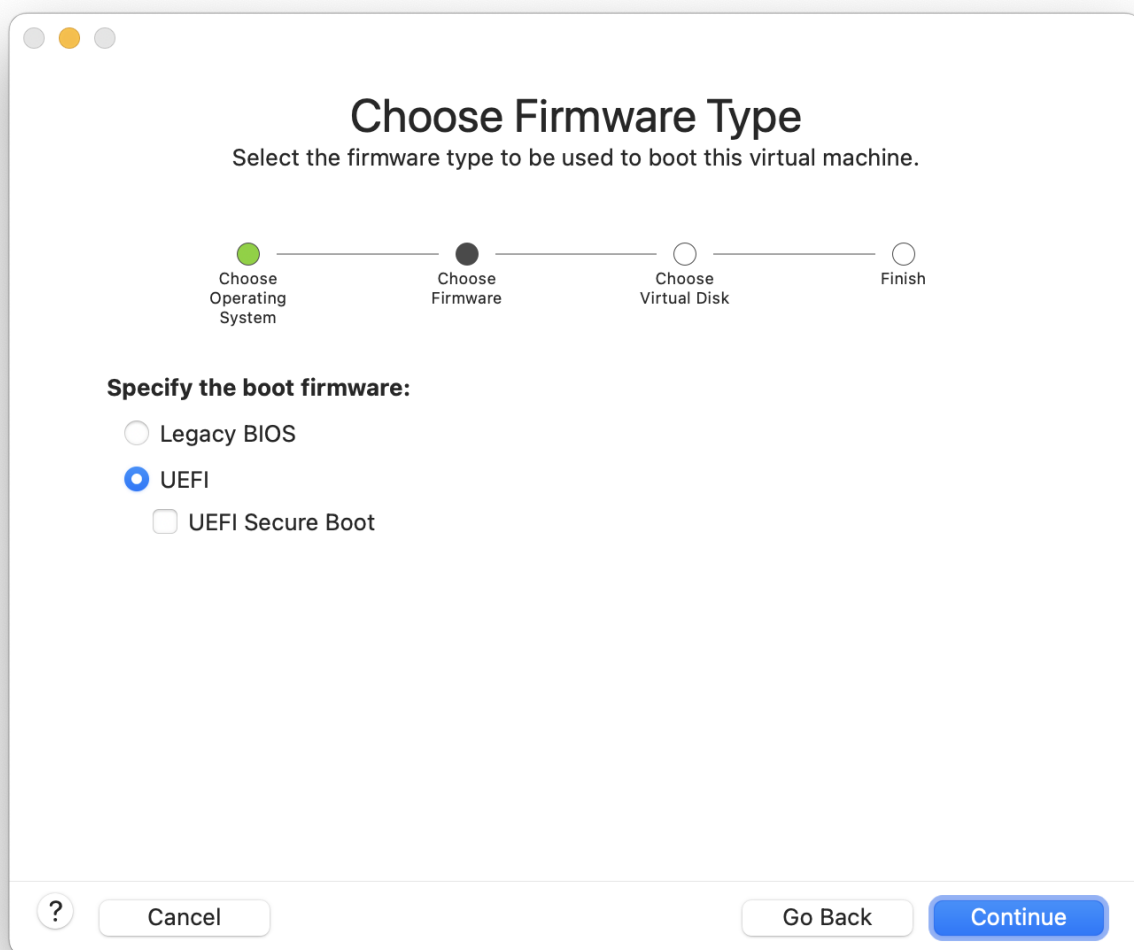 Choose Firmware Type
Select the firmware type to be used to boot this virtual machine.
Choose
Operating
System
Choose
Firmware
Choose
Virtual Disk
Finish
Specify the boot firmware:
Legacy BIOS
UEFI
UEFI Secure Boot
?
Cancel
Go Back
Continue